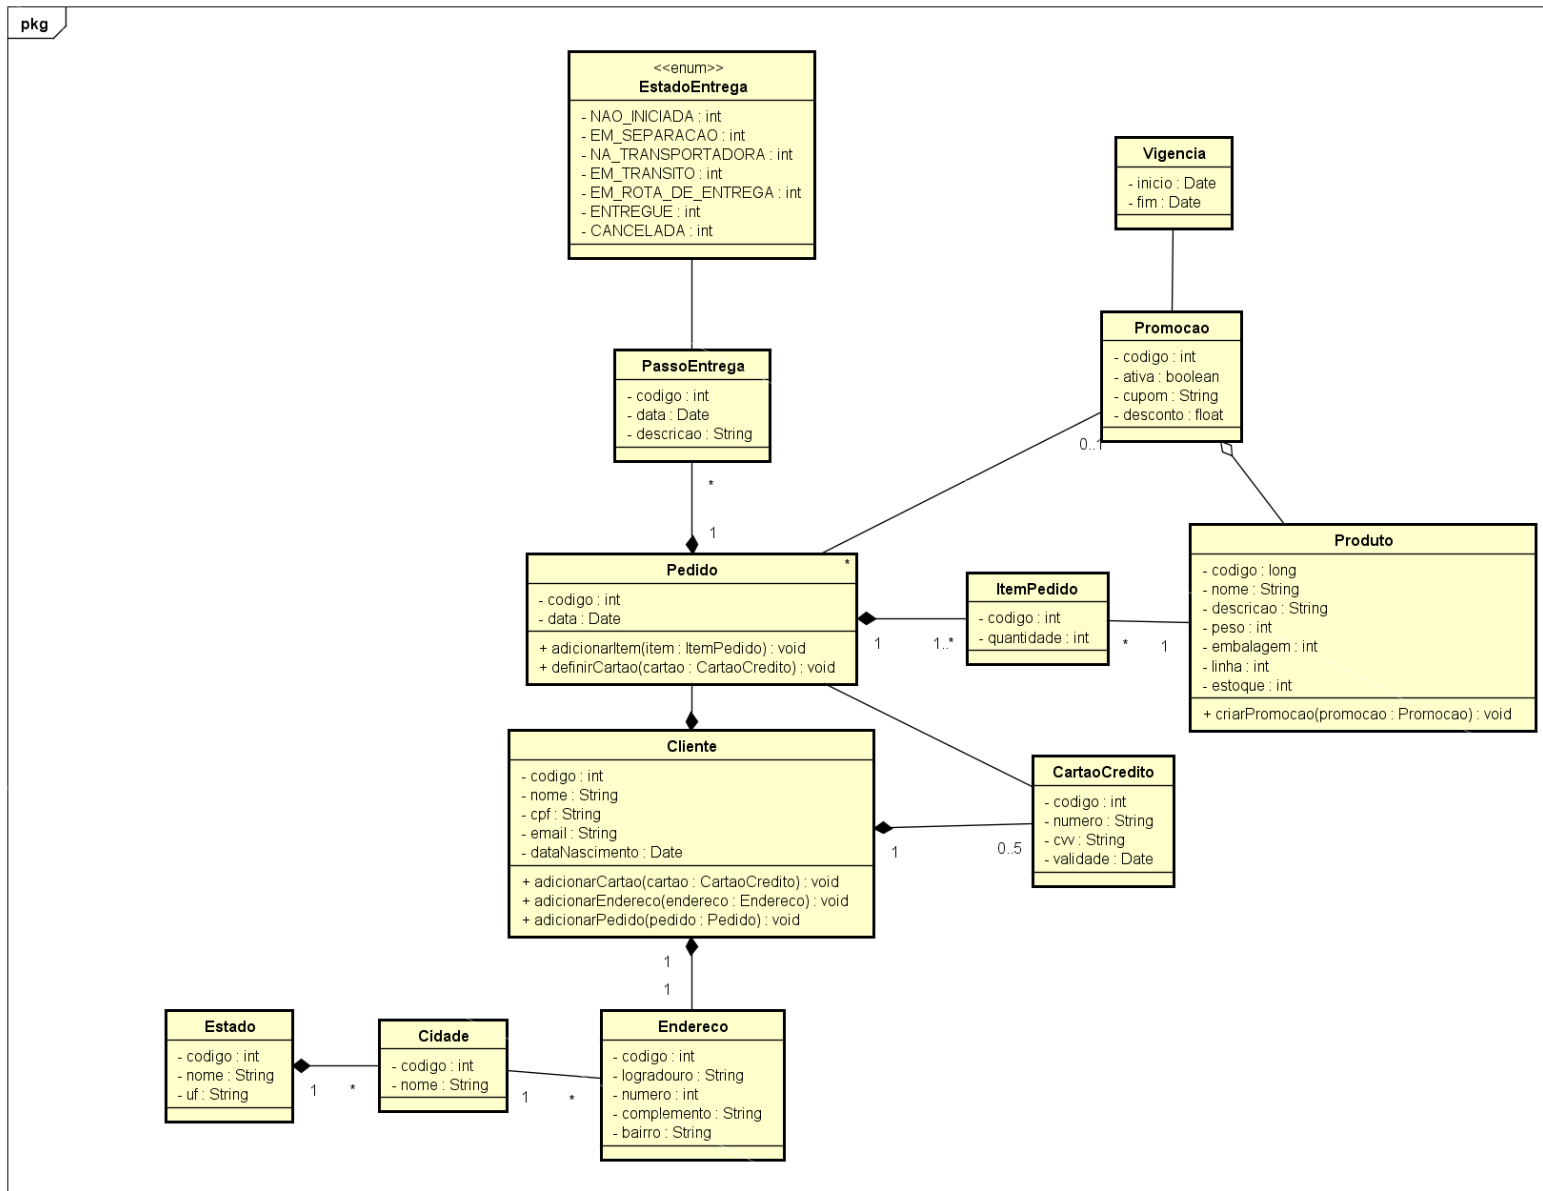 pkg
<<enum>>
EstadoEntrega
- NAO_INICIADA : int
- EM_SEPARACAO : int
- NA_TRANSPORTADORA : int
- EM_TRANSITO : int
- EM_ROTA_DE_ENTREGA : int
- ENTREGUE : int
- CANCELADA : int
Vigencia
- inicio : Date
- fim : Date
Promocao
- codigo : int
- ativa : boolean
- cupom : String
- desconto : float
0..1
PassoEntrega
- codigo : int
- data : Date
- descricao : String
*
1
Pedido
*
- codigo : int
- data : Date
+ adicionarItem(item : ItemPedido) : void
+ definirCartao(cartao : CartaoCredito) : void
1
1..*
ItemPedido
- codigo : int
- quantidade : int
*
1
Produto
- codigo : long
- nome : String
- descricao : String
- peso : int
- embalagem : int
- linha : int
- estoque : int
+ criarPromocao(promocao : Promocao) : void
Cliente
- codigo : int
- nome : String
- cpf : String
- email : String
- dataNascimento : Date
+ adicionarCartao(cartao : CartaoCredito) : void
+ adicionarEndereco(endereco : Endereco) : void
+ adicionarPedido(pedido : Pedido) : void
1
0..5
CartaoCredito
- codigo : int
- numero : String
- cvv : String
- validade : Date
1
1
Estado
- codigo : int
- nome : String
- uf : String
1
*
Cidade
- codigo : int
- nome : String
1
*
Endereco
- codigo : int
- logradouro : String
- numero : int
- complemento : String
- bairro : String